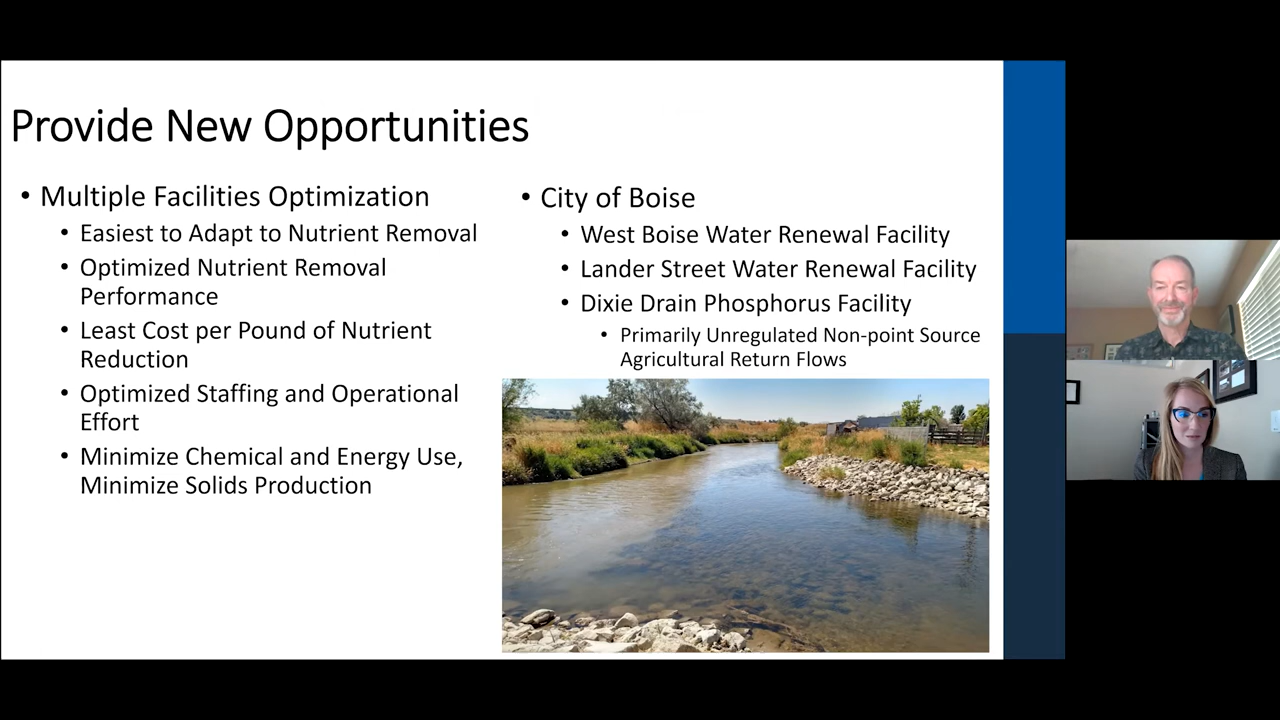 Provide New Opportunities
• Multiple Facilities Optimization
• Easiest to Adapt to Nutrient Removal
• Optimized Nutrient Removal
Performance
• Least Cost per Pound of Nutrient
Reduction
• Optimized Staffing and Operational
Effort
• Minimize Chemical and Energy Use,
Minimize Solids Production
• City of Boise
• West Boise Water Renewal Facility
• Lander Street Water Renewal Facility
• Dixie Drain Phosphorus Facility
• Primarily Unregulated Non-point Source
Agricultural Return Flows